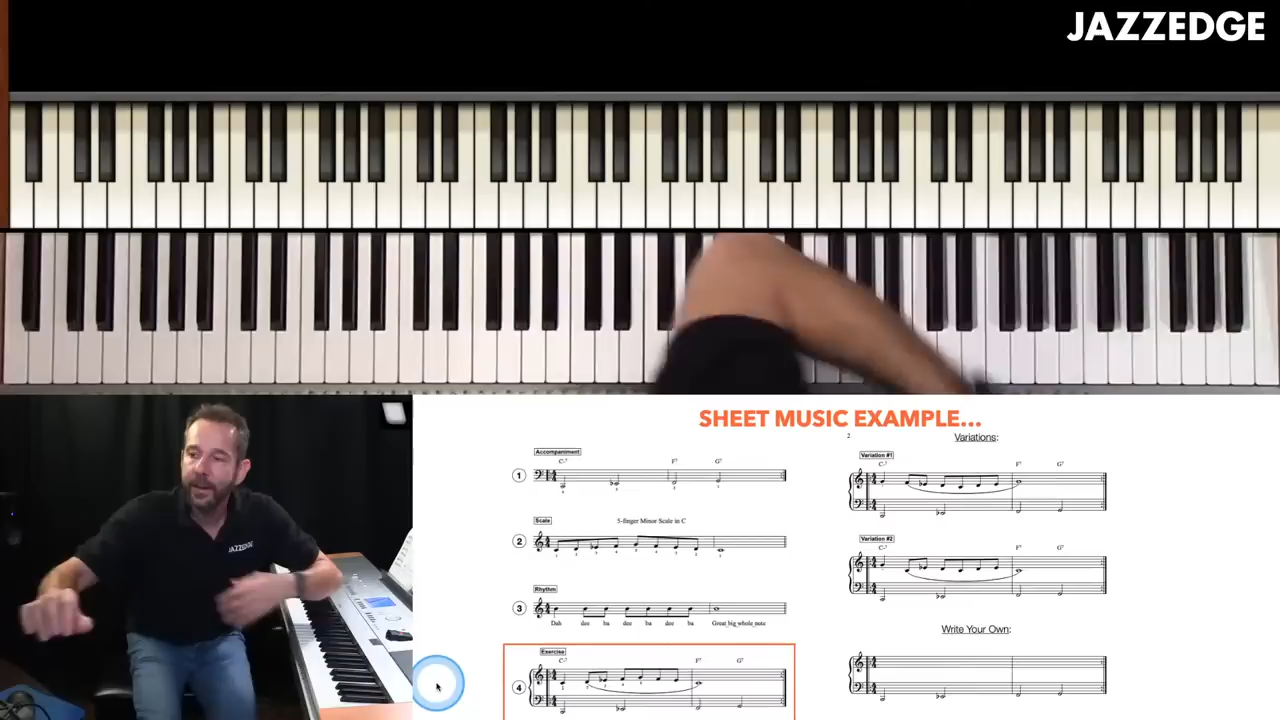 JAZZEDGE
SHEET MUSIC EXAMPLE...
2
Variations:
Accompaniment
C-7
F7
G7
1
Scale
5-finger Minor Scale in C
2
Rhythm
3
Dah dee ba dee ba dee ba Great big whole note
Exercise
C-7
F7
G7
4
Variation #1
C-7
F7
G7
Variation #2
C-7
F7
G7
Write Your Own:
JAZZEDGE